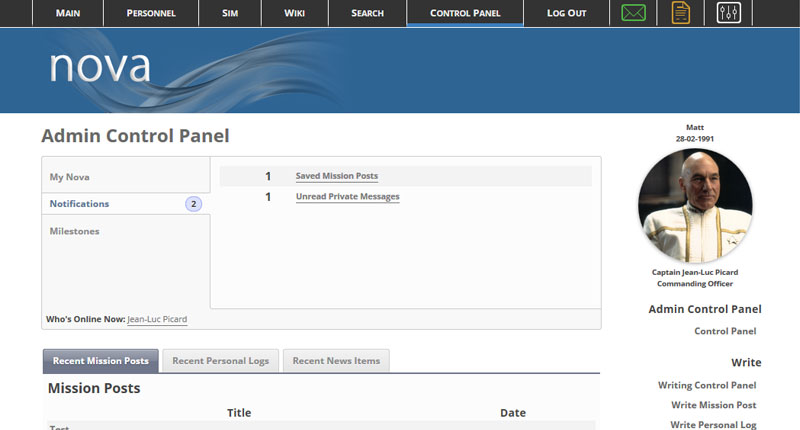 Main Personnel Sim Wiki Search Control Panel Log Out
nova
Admin Control Panel
My Nova
Notifications 2
Milestones
1 Saved Mission Posts
1 Unread Private Messages
Who's Online Now: Jean-Luc Picard
Recent Mission Posts Recent Personal Logs Recent News Items
Mission Posts
Title Date
Test
Matt
28-02-1991
Captain Jean-Luc Picard
Commanding Officer
Admin Control Panel
Control Panel
Write
Writing Control Panel
Write Mission Post
Write Personal Log